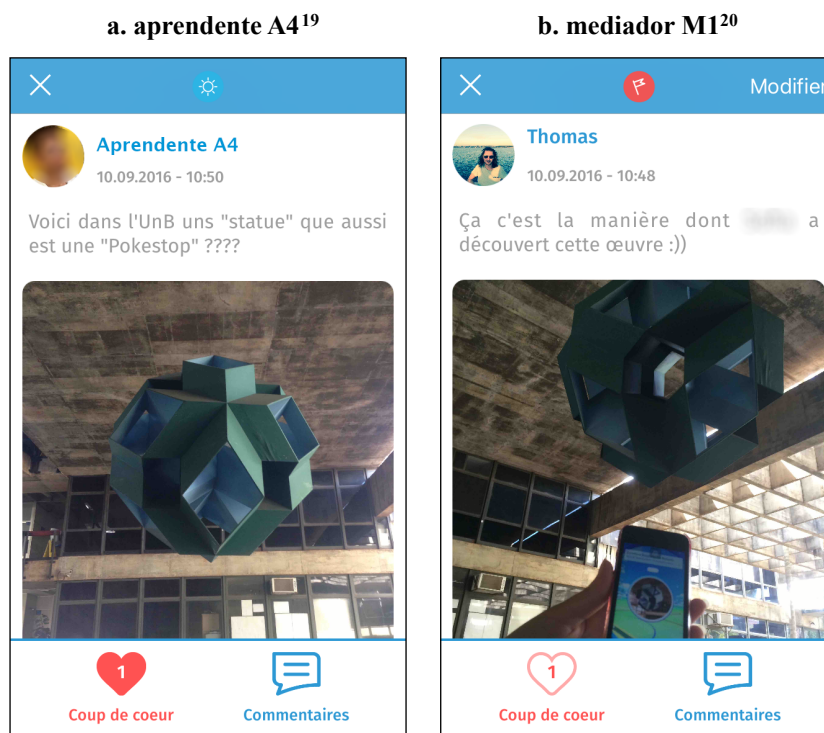 a. aprendente A4¹⁹
Aprendente A4
10.09.2016 - 10:50
Voici dans l'UnB uns "statue" que aussi
est une "Pokestop" ????
1
Coup de coeur
Commentaires
b. mediador M1²⁰
Modifier
Thomas
10.09.2016 - 10:48
Ça c'est la manière dont a
découvert cette œuvre :))
1
Coup de coeur
Commentaires